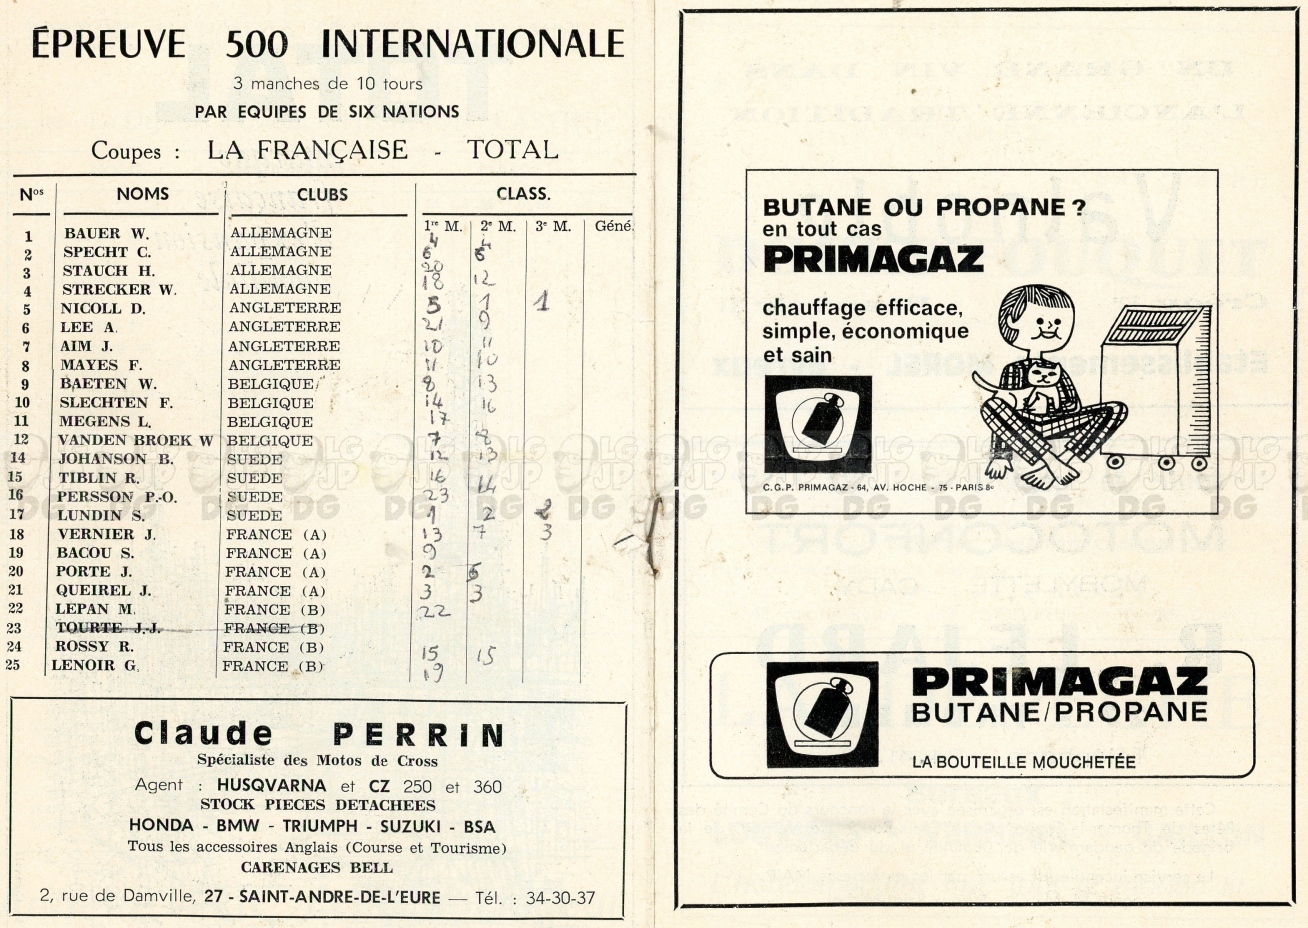 ÉPREUVE 500 INTERNATIONALE
3 manches de 10 tours
PAR EQUIPES DE SIX NATIONS
Coupes : LA FRANÇAISE - TOTAL
Nos NOMS CLUBS CLASS.
1re M. 2e M. 3e M. Géné.
1 BAUER W. ALLEMAGNE 4 4
2 SPECHT C. ALLEMAGNE 6 6
3 STAUCH H. ALLEMAGNE 20
4 STRECKER W. ALLEMAGNE 18 12
5 NICOLL D. ANGLETERRE 5 1 1
6 LEE A. ANGLETERRE 21 9
7 AIM J. ANGLETERRE 10 11
8 MAYES F. ANGLETERRE 11 10
9 BAETEN W. BELGIQUE 8 13
10 SLECHTEN F. BELGIQUE 14 16
11 MEGENS L. BELGIQUE 17
12 VANDEN BROEK W BELGIQUE 7 8
14 JOHANSON B. SUEDE 12 13
15 TIBLIN R. SUEDE 16 14
16 PERSSON P.-O. SUEDE 23
17 LUNDIN S. SUEDE 1 2 2
18 VERNIER J. FRANCE (A) 13 7 3
19 BACOU S. FRANCE (A) 9
20 PORTE J. FRANCE (A) 2 5
21 QUEIREL J. FRANCE (A) 3 3
22 LEPAN M. FRANCE (B) 22
23 TOURTE J.-J. FRANCE (B)
24 ROSSY R. FRANCE (B) 15 15
25 LENOIR G. FRANCE (B) 19
Claude PERRIN
Spécialiste des Motos de Cross
Agent : HUSQVARNA et CZ 250 et 360
STOCK PIECES DETACHEES
HONDA - BMW - TRIUMPH - SUZUKI - BSA
Tous les accessoires Anglais (Course et Tourisme)
CARENAGES BELL
2, rue de Damville, 27 - SAINT-ANDRE-DE-L'EURE — Tél. : 34-30-37
BUTANE OU PROPANE ?
en tout cas
PRIMAGAZ
chauffage efficace,
simple, économique
et sain
C.G.P. PRIMAGAZ - 64, AV. HOCHE - 75 - PARIS 8e
PRIMAGAZ
BUTANE/PROPANE
LA BOUTEILLE MOUCHETÉE